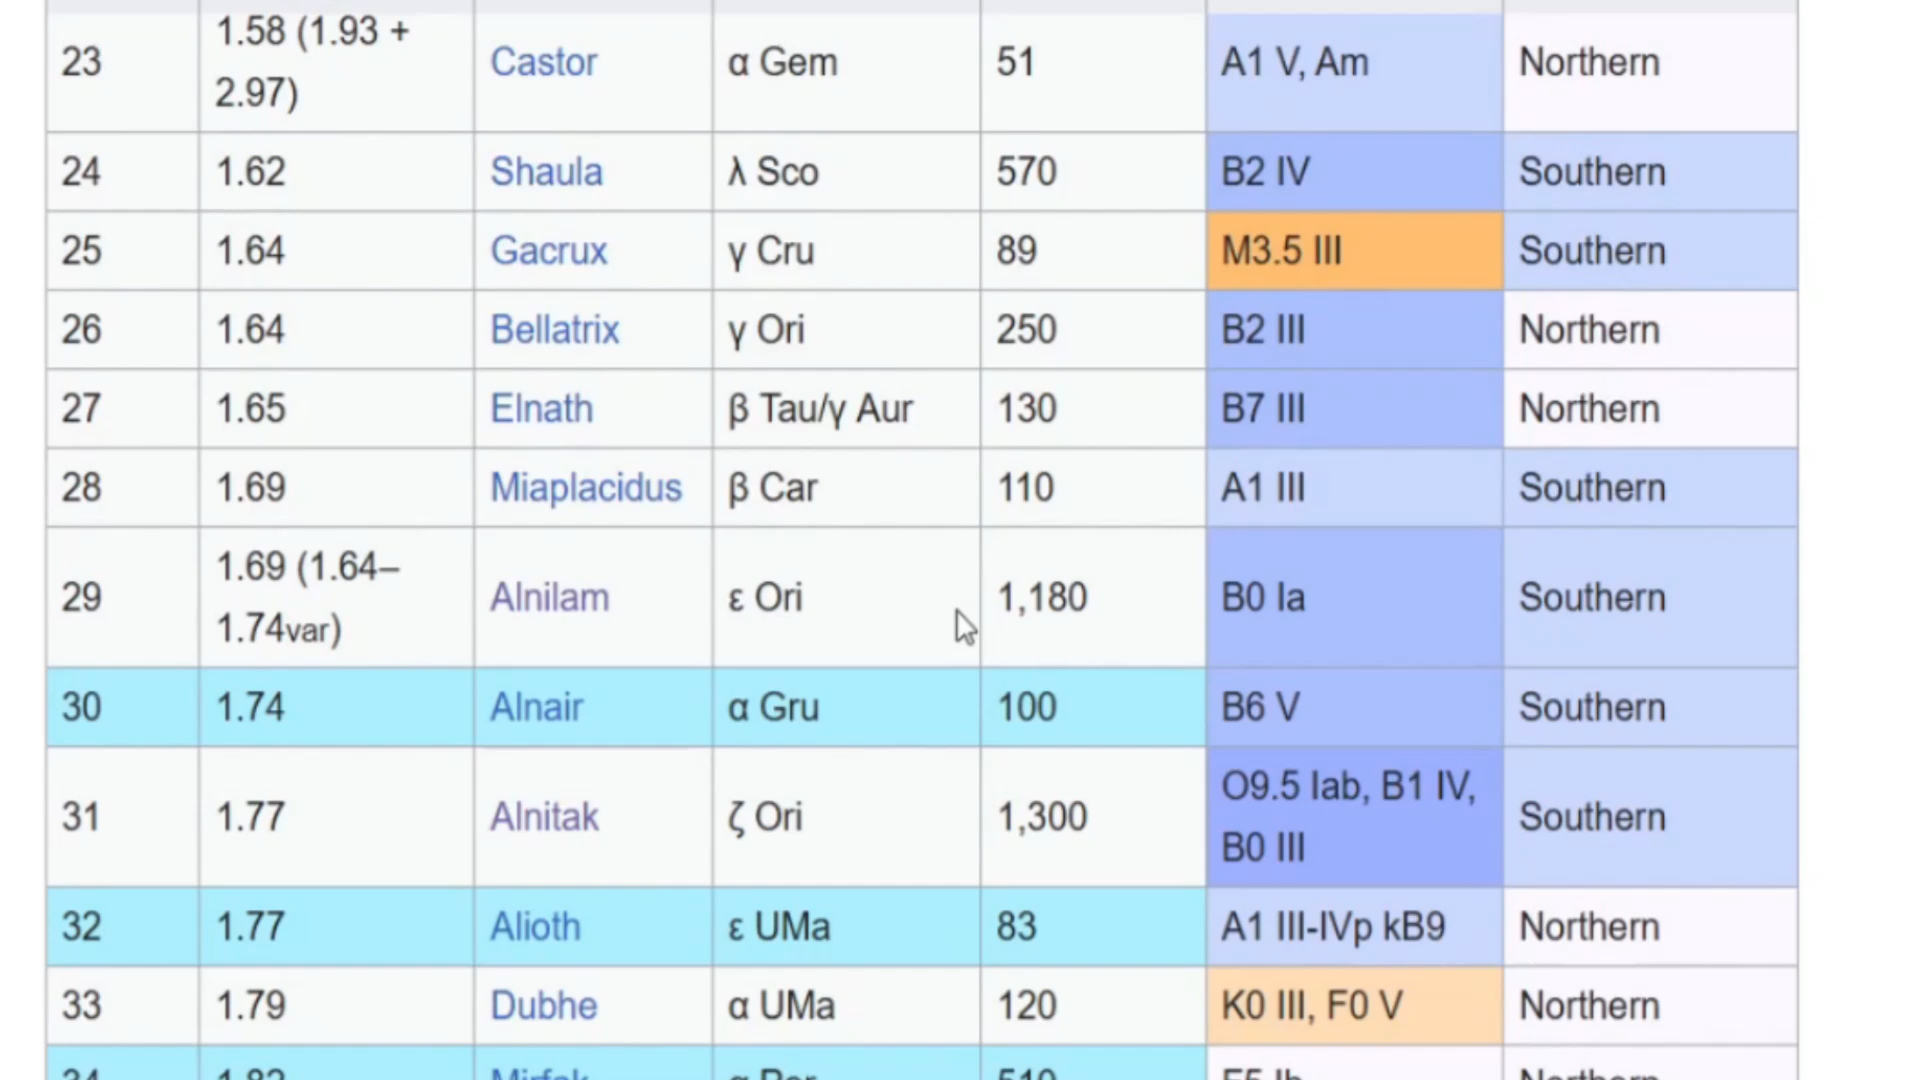 23 1.58 (1.93 + 2.97) Castor α Gem 51 A1 V, Am Northern
24 1.62 Shaula λ Sco 570 B2 IV Southern
25 1.64 Gacrux γ Cru 89 M3.5 III Southern
26 1.64 Bellatrix γ Ori 250 B2 III Northern
27 1.65 Elnath β Tau/γ Aur 130 B7 III Northern
28 1.69 Miaplacidus β Car 110 A1 III Southern
29 1.69 (1.64–1.74var) Alnilam ε Ori 1,180 B0 Ia Southern
30 1.74 Alnair α Gru 100 B6 V Southern
31 1.77 Alnitak ζ Ori 1,300 O9.5 Iab, B1 IV, B0 III Southern
32 1.77 Alioth ε UMa 83 A1 III-IVp kB9 Northern
33 1.79 Dubhe α UMa 120 K0 III, F0 V Northern
34 1.82 Mirfak α Per 510 F5 Ib Northern